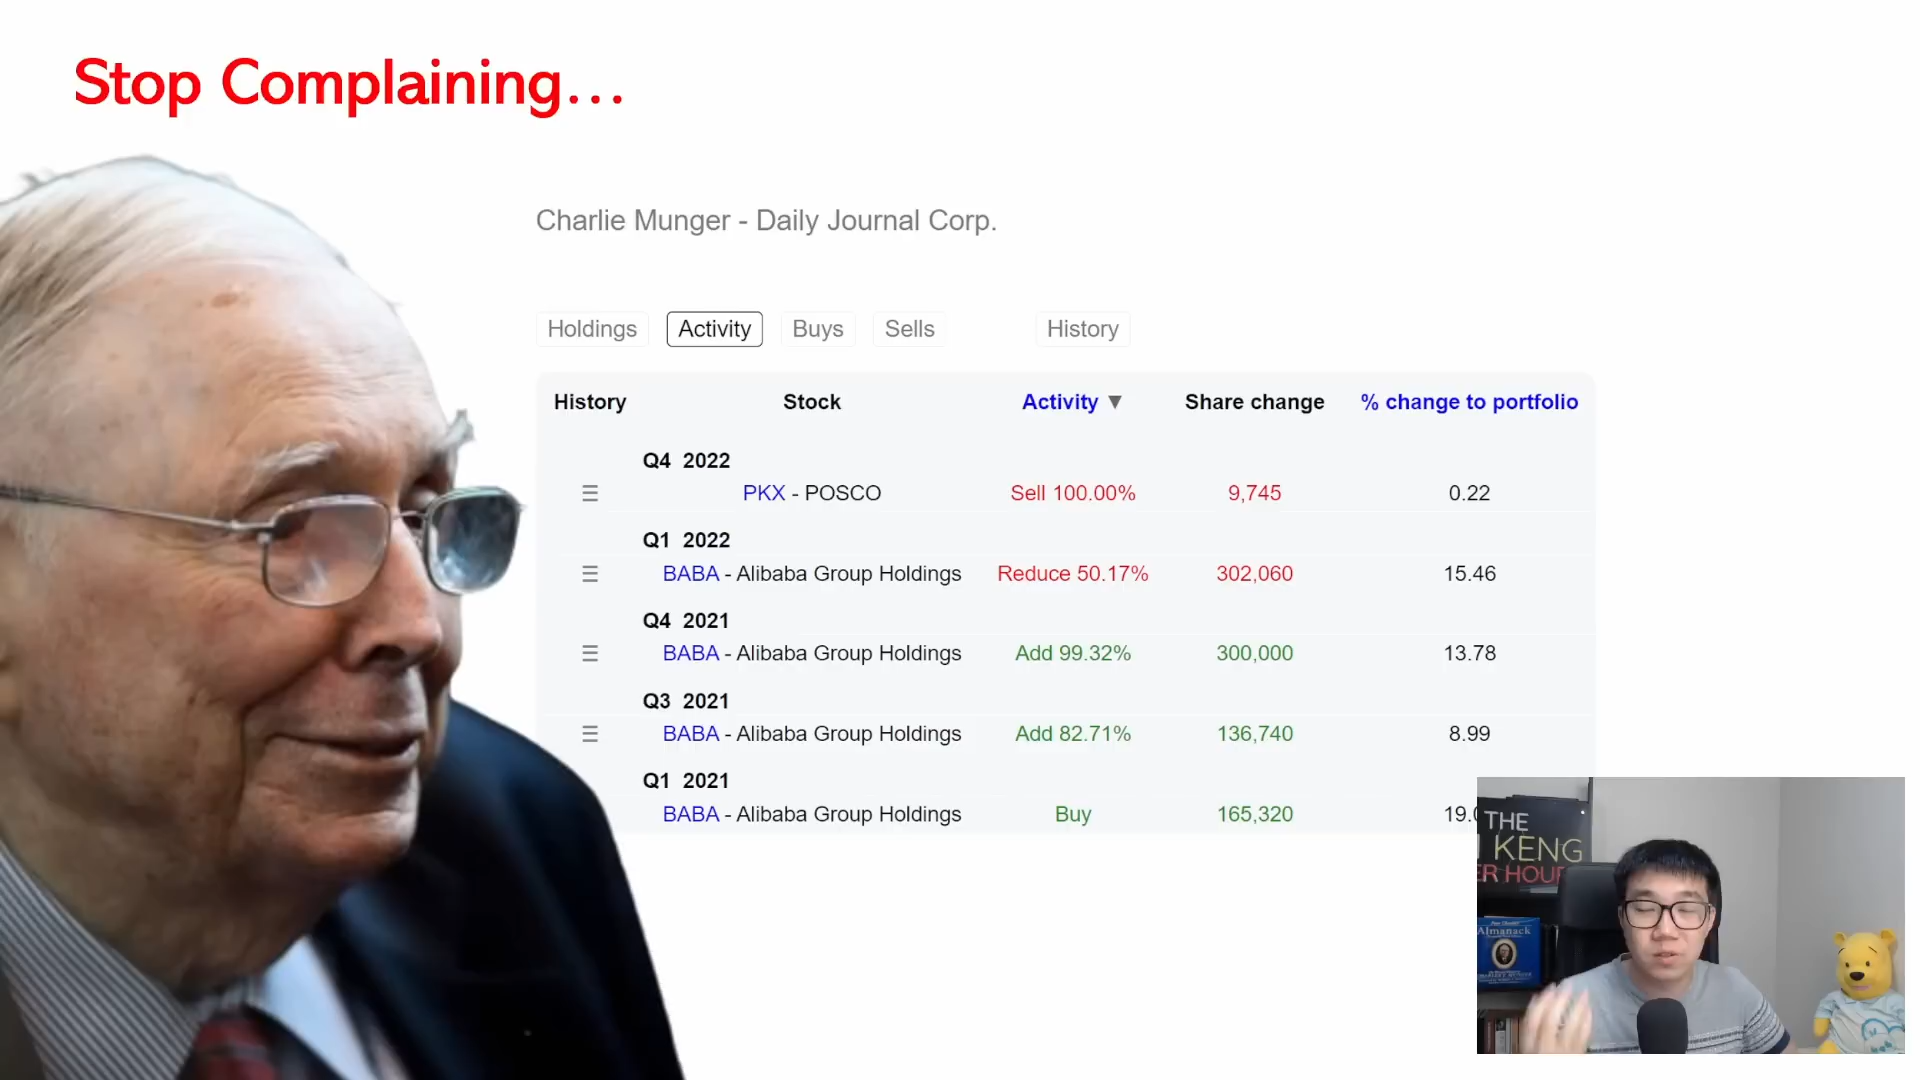 Stop Complaining...
Charlie Munger - Daily Journal Corp.
Holdings Activity Buys Sells History
History Stock Activity ▼ Share change % change to portfolio
Q4 2022
PKX - POSCO Sell 100.00% 9,745 0.22
Q1 2022
BABA - Alibaba Group Holdings Reduce 50.17% 302,060 15.46
Q4 2021
BABA - Alibaba Group Holdings Add 99.32% 300,000 13.78
Q3 2021
BABA - Alibaba Group Holdings Add 82.71% 136,740 8.99
Q1 2021
BABA - Alibaba Group Holdings Buy 165,320
THE
KENG
Almanack